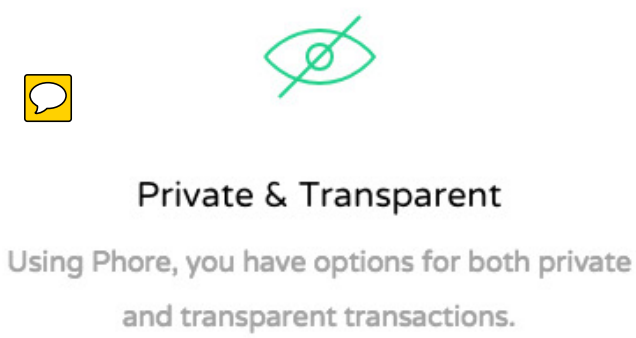 Private & Transparent
Using Phore, you have options for both private
and transparent transactions.